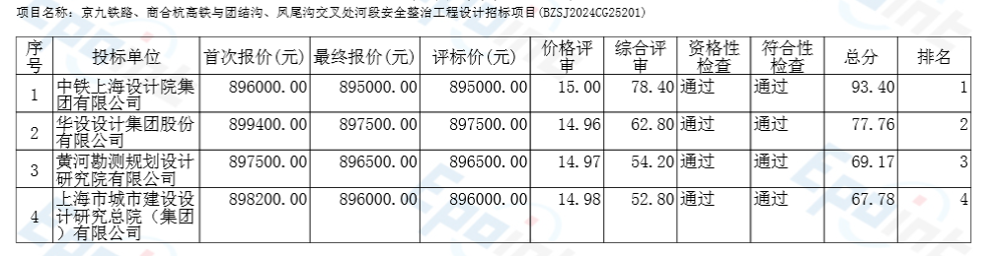 项目名称：京九铁路、商合杭高铁与团结沟、凤尾沟交叉处河段安全整治工程设计招标项目(BZSJ2024CG25201)
序号 投标单位 首次报价(元) 最终报价(元) 评标价(元) 价格评审 综合评审 资格性检查 符合性检查 总分 排名
1 中铁上海设计院集团有限公司 896000.00 895000.00 895000.00 15.00 78.40 通过 通过 93.40 1
2 华设设计集团股份有限公司 899400.00 897500.00 897500.00 14.96 62.80 通过 通过 77.76 2
3 黄河勘测规划设计研究院有限公司 897500.00 896500.00 896500.00 14.97 54.20 通过 通过 69.17 3
4 上海市城市建设设计研究总院（集团）有限公司 898200.00 896000.00 896000.00 14.98 52.80 通过 通过 67.78 4
Epoint